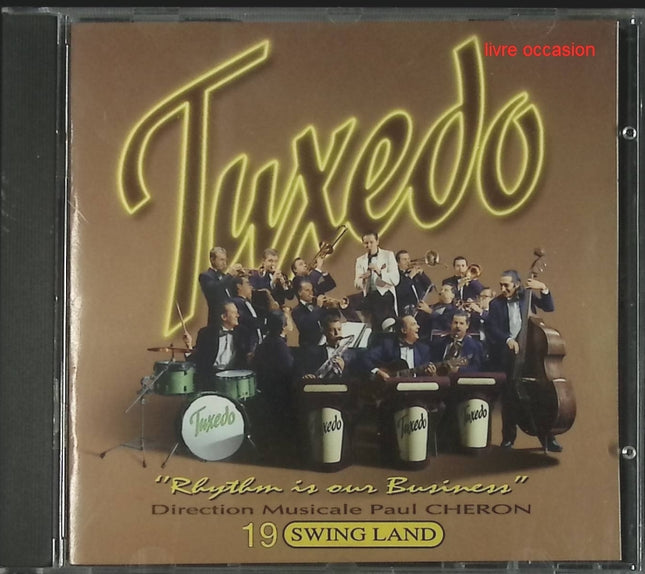 livre occasion
Tuxedo
Tuxedo
Tuxedo
Tuxedo
Tuxedo
"Rhythm is our Business"
Direction Musicale Paul CHERON
19 SWING LAND